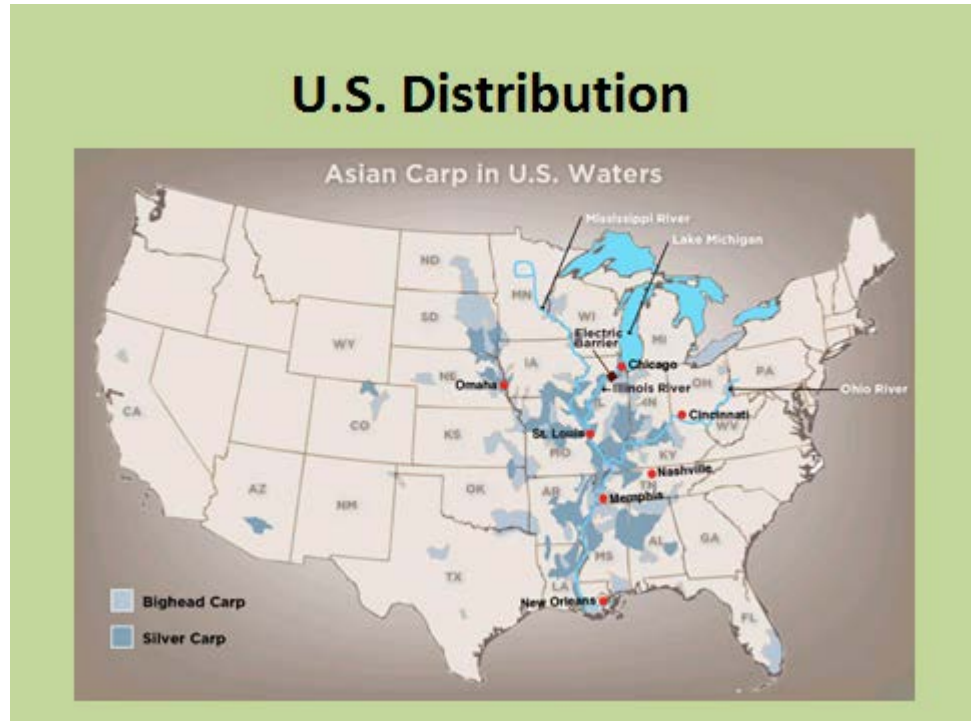 U.S. Distribution
Asian Carp in U.S. Waters
Mississippi River
Lake Michigan
ND
MN
SD
WI
MI
Electric
Barrier
WY
IA
Chicago
PA
NE
Omaha
Illinois River
OH
Ohio River
IL
IN
CA
CO
Cincinnati
WV
KS
St. Louis
MO
KY
Nashville
AZ
OK
TN
NM
AR
Memphis
MS
AL
GA
TX
LA
New Orleans
FL
Bighead Carp
Silver Carp